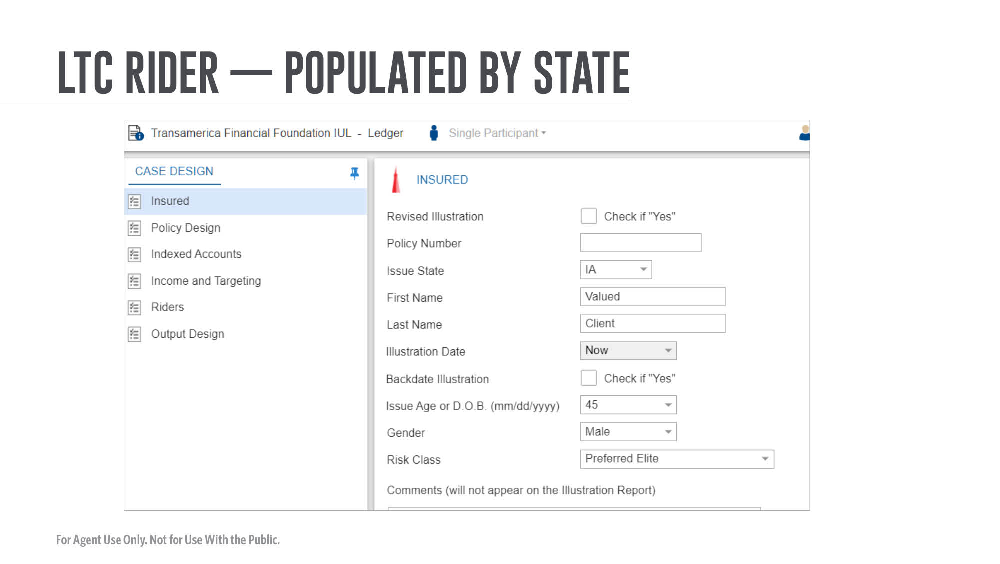 LTC RIDER — POPULATED BY STATE
Transamerica Financial Foundation IUL - Ledger
Single Participant
CASE DESIGN
Insured
Policy Design
Indexed Accounts
Income and Targeting
Riders
Output Design
INSURED
Revised Illustration Check if "Yes"
Policy Number
Issue State IA
First Name Valued
Last Name Client
Illustration Date Now
Backdate Illustration Check if "Yes"
Issue Age or D.O.B. (mm/dd/yyyy) 45
Gender Male
Risk Class Preferred Elite
Comments (will not appear on the Illustration Report)
For Agent Use Only. Not for Use With the Public.